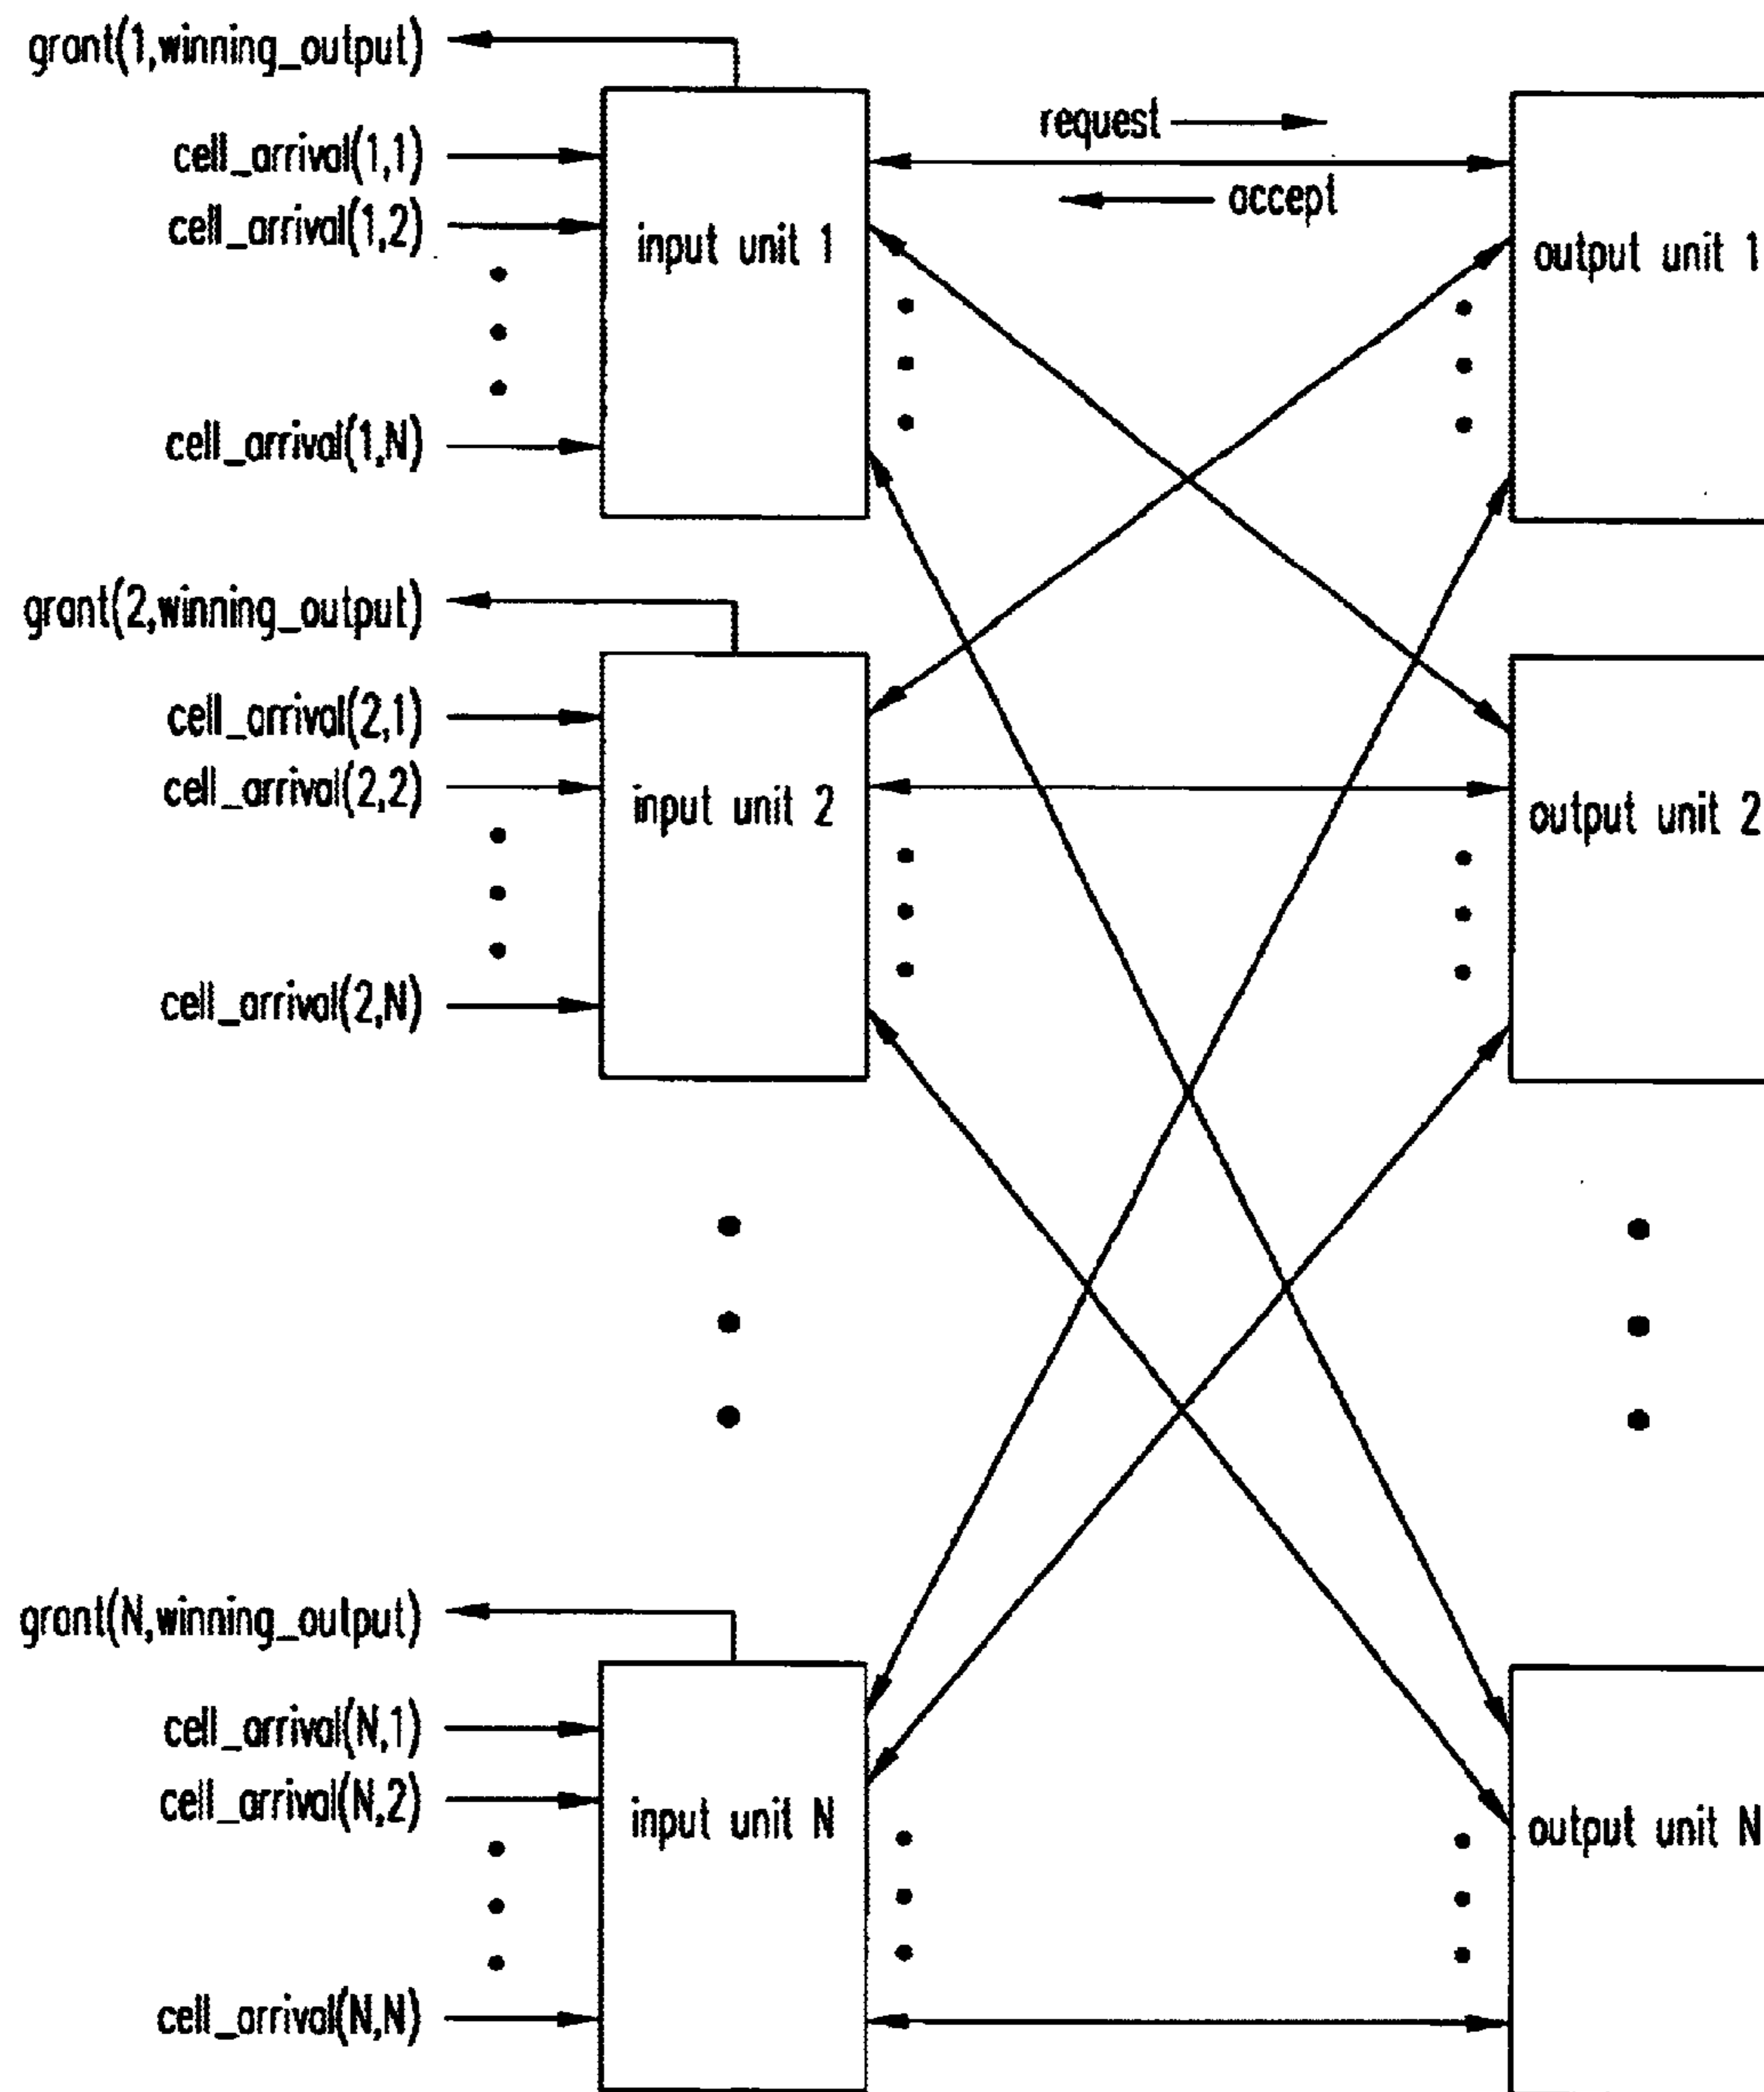 grant(1,winning_output)
cell_arrival(1,1)
cell_arrival(1,2)
cell_arrival(1,N)
input unit 1
request
accept
output unit 1
grant(2,winning_output)
cell_arrival(2,1)
cell_arrival(2,2)
cell_arrival(2,N)
input unit 2
output unit 2
grant(N,winning_output)
cell_arrival(N,1)
cell_arrival(N,2)
cell_arrival(N,N)
input unit N
output unit N